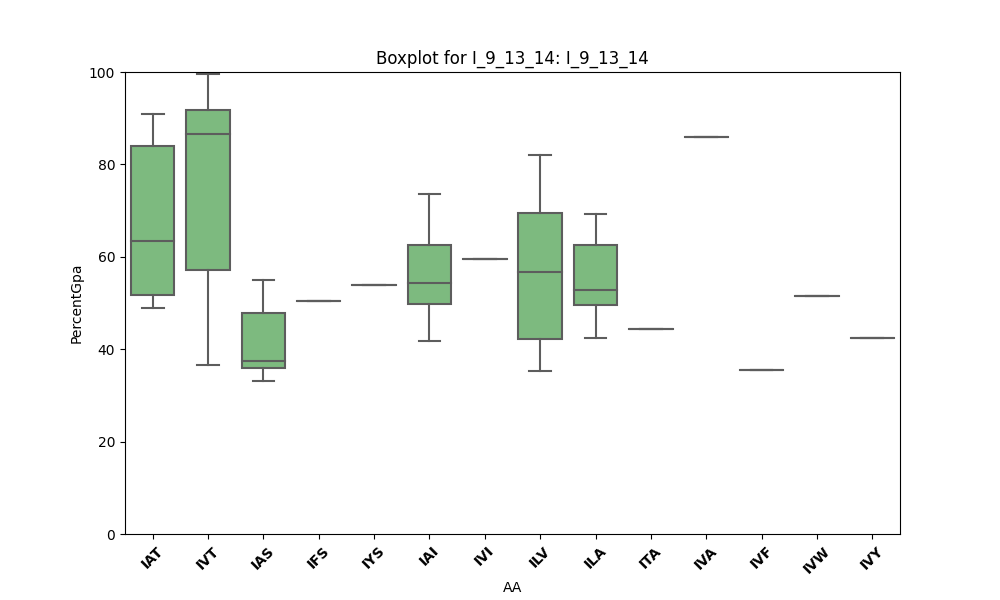 Boxplot for I_9_13_14: I_9_13_14
100
80
60
40
20
0
PercentGpa
IAT
IVT
IAS
IFS
IYS
IAI
IVI
ILV
ILA
ITA
IVA
IVF
IVW
IVY
AA